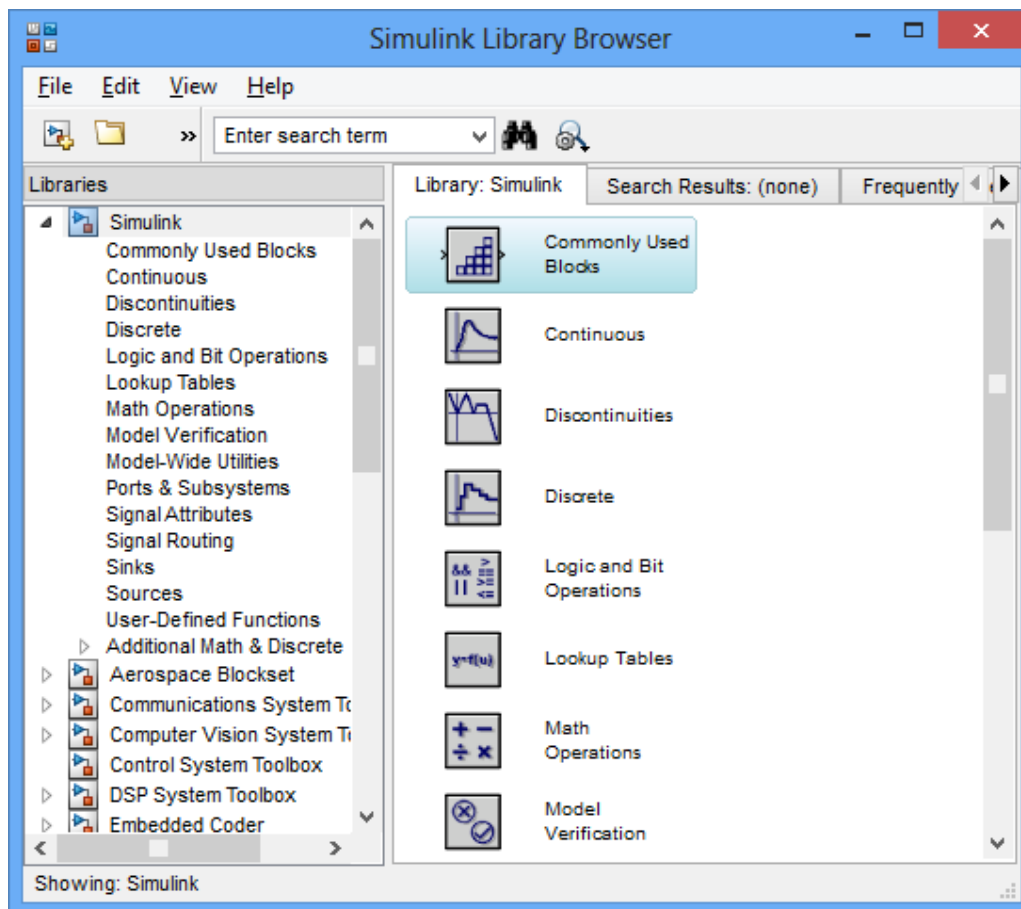 Simulink Library Browser
File Edit View Help
» Enter search term
Libraries
Simulink
Commonly Used Blocks
Continuous
Discontinuities
Discrete
Logic and Bit Operations
Lookup Tables
Math Operations
Model Verification
Model-Wide Utilities
Ports & Subsystems
Signal Attributes
Signal Routing
Sinks
Sources
User-Defined Functions
Additional Math & Discrete
Aerospace Blockset
Communications System To
Computer Vision System T
Control System Toolbox
DSP System Toolbox
Embedded Coder
Library: Simulink Search Results: (none) Frequently
Commonly Used
Blocks
Continuous
Discontinuities
Discrete
&& || > == >= <=
Logic and Bit
Operations
y=f(u)
Lookup Tables
+ − ÷ ×
Math
Operations
Model
Verification
Showing: Simulink